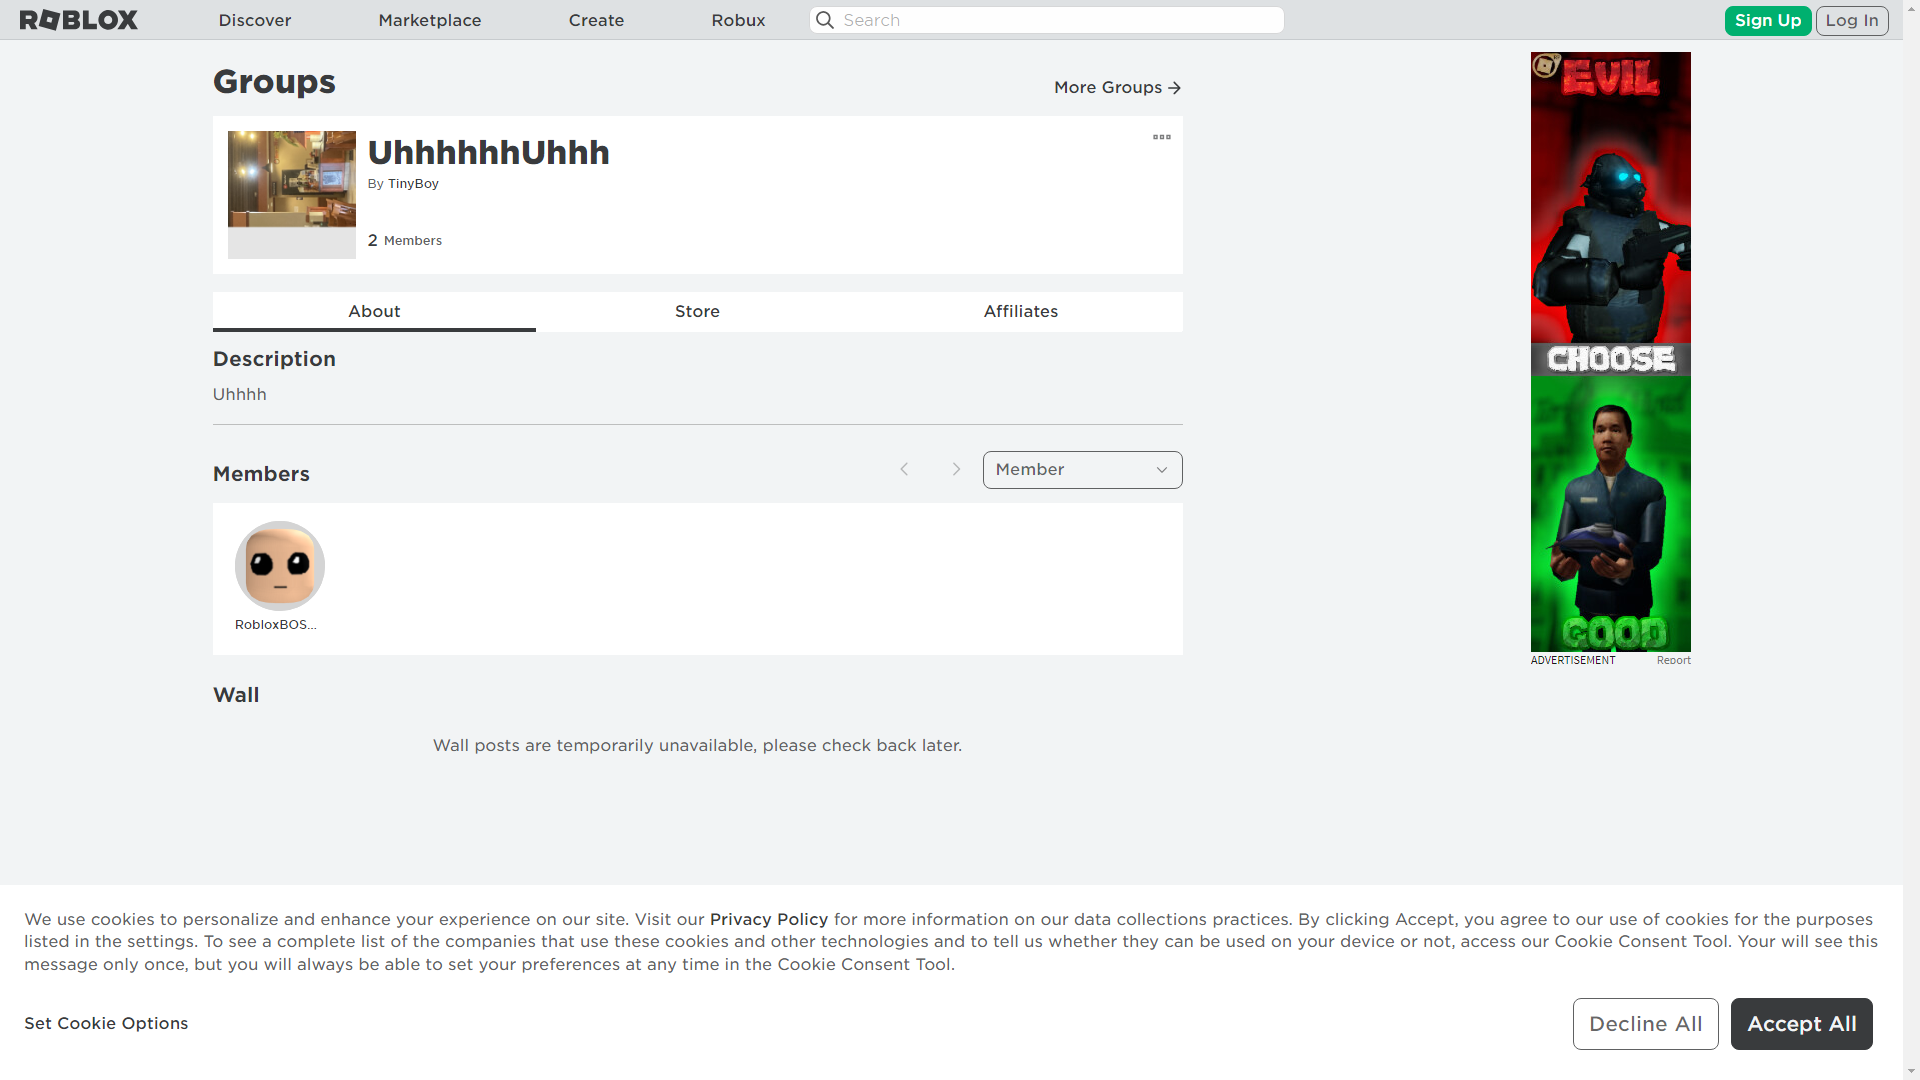 ROBLOX
Discover
Marketplace
Create
Robux
Search
Sign Up
Log In
Groups
More Groups
UhhhhhhUhhh
By TinyBoy
2 Members
About
Store
Affiliates
Description
Uhhhh
Members
Member
RobloxBOS...
Wall
Wall posts are temporarily unavailable, please check back later.
EVIL
CHOOSE
GOOD
ADVERTISEMENT
Report
We use cookies to personalize and enhance your experience on our site. Visit our Privacy Policy for more information on our data collections practices. By clicking Accept, you agree to our use of cookies for the purposes
listed in the settings. To see a complete list of the companies that use these cookies and other technologies and to tell us whether they can be used on your device or not, access our Cookie Consent Tool. Your will see this
message only once, but you will always be able to set your preferences at any time in the Cookie Consent Tool.
Set Cookie Options
Decline All
Accept All